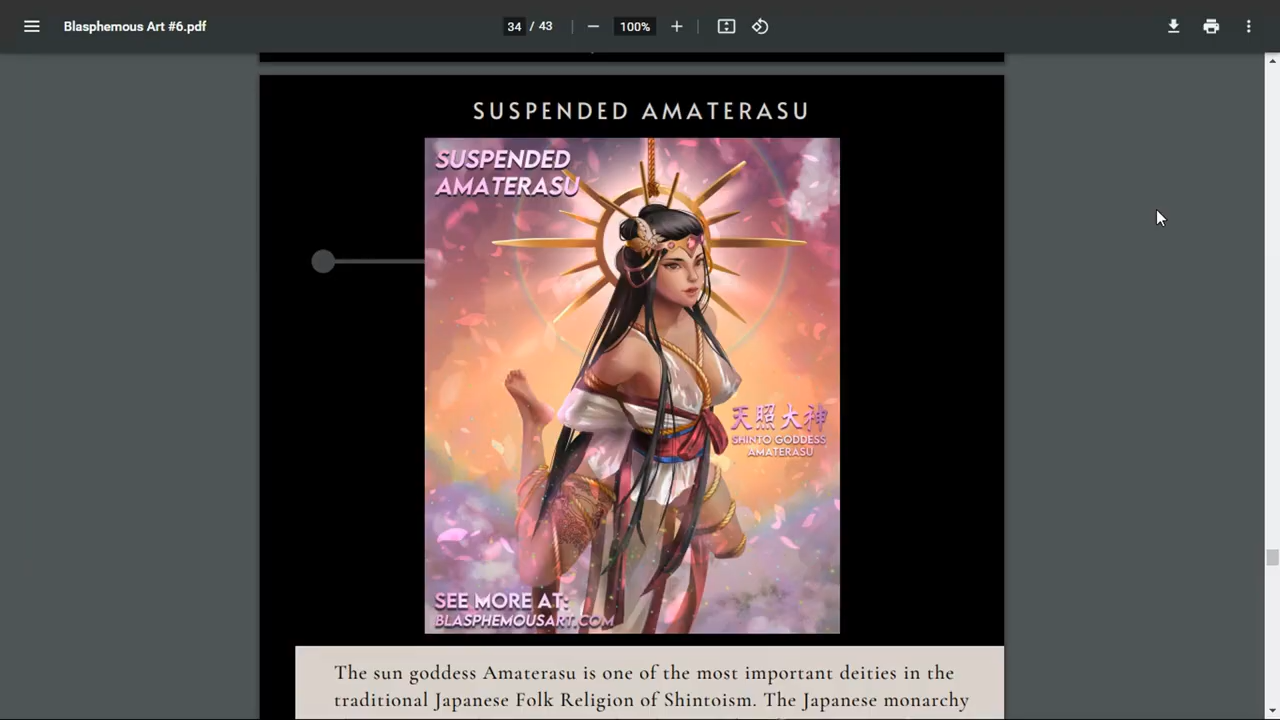 Blasphemous Art #6.pdf
34 / 43
100%
SUSPENDED AMATERASU
SUSPENDED
AMATERASU
天照大神
SHINTO GODDESS
AMATERASU
SEE MORE AT:
BLASPHEMOUSART.COM
The sun goddess Amaterasu is one of the most important deities in the
traditional Japanese Folk Religion of Shintoism. The Japanese monarchy